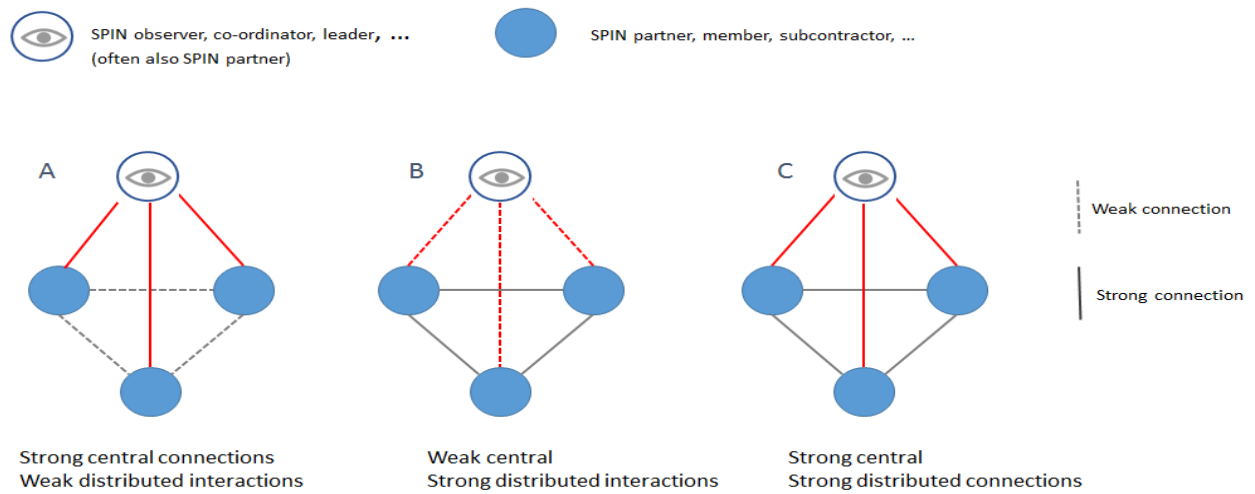 SPIN observer, co-ordinator, leader, ...
(often also SPIN partner)
SPIN partner, member, subcontractor, ...
A
B
C
Weak connection
Strong connection
Strong central connections
Weak distributed interactions
Weak central
Strong distributed interactions
Strong central
Strong distributed connections